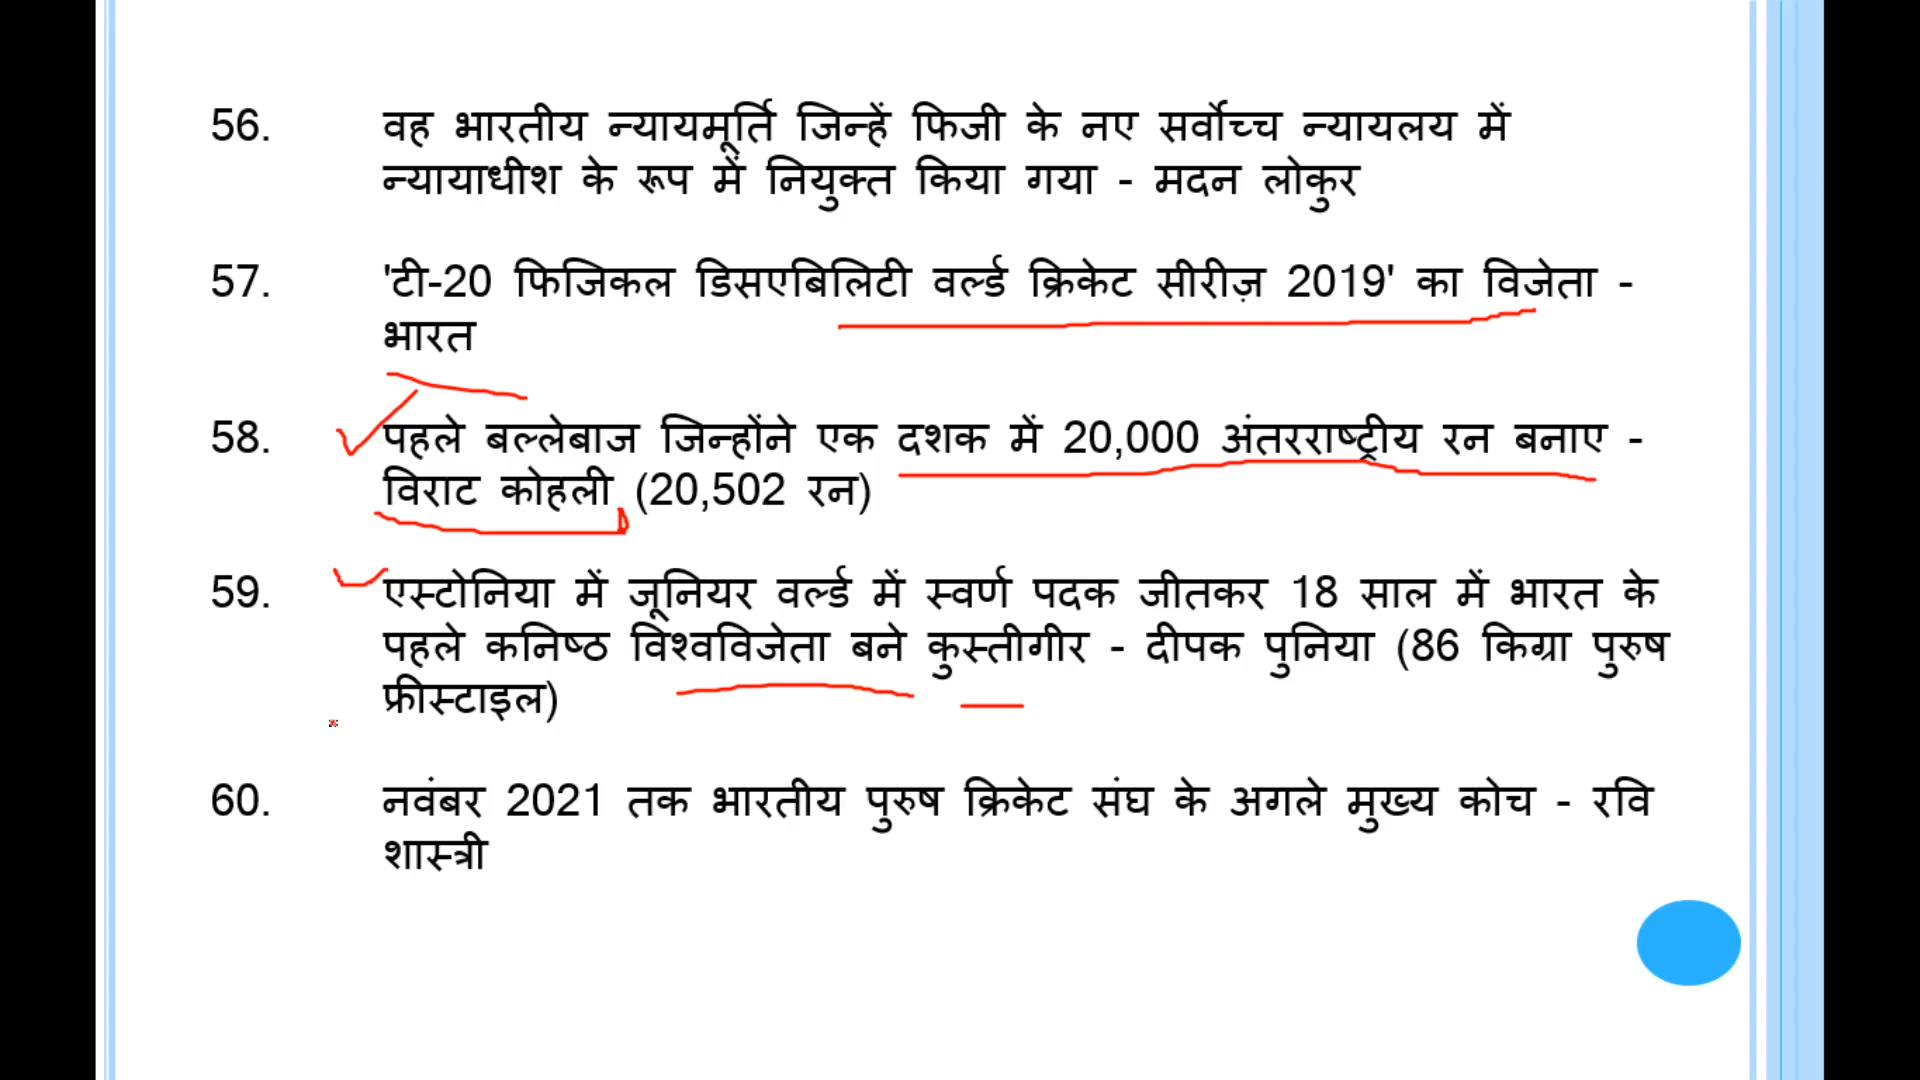 56. वह भारतीय न्यायमूर्ति जिन्हें फिजी के नए सर्वोच्च न्यायलय में
न्यायाधीश के रूप में नियुक्त किया गया - मदन लोकुर
57. 'टी-20 फिजिकल डिसएबिलिटी वर्ल्ड क्रिकेट सीरीज़ 2019' का विजेता -
भारत
58. पहले बल्लेबाज जिन्होंने एक दशक में 20,000 अंतरराष्ट्रीय रन बनाए -
विराट कोहली (20,502 रन)
59. एस्टोनिया में जूनियर वर्ल्ड में स्वर्ण पदक जीतकर 18 साल में भारत के
पहले कनिष्ठ विश्वविजेता बने कुस्तीगीर - दीपक पुनिया (86 किग्रा पुरुष
फ्रीस्टाइल)
60. नवंबर 2021 तक भारतीय पुरुष क्रिकेट संघ के अगले मुख्य कोच - रवि
शास्त्री